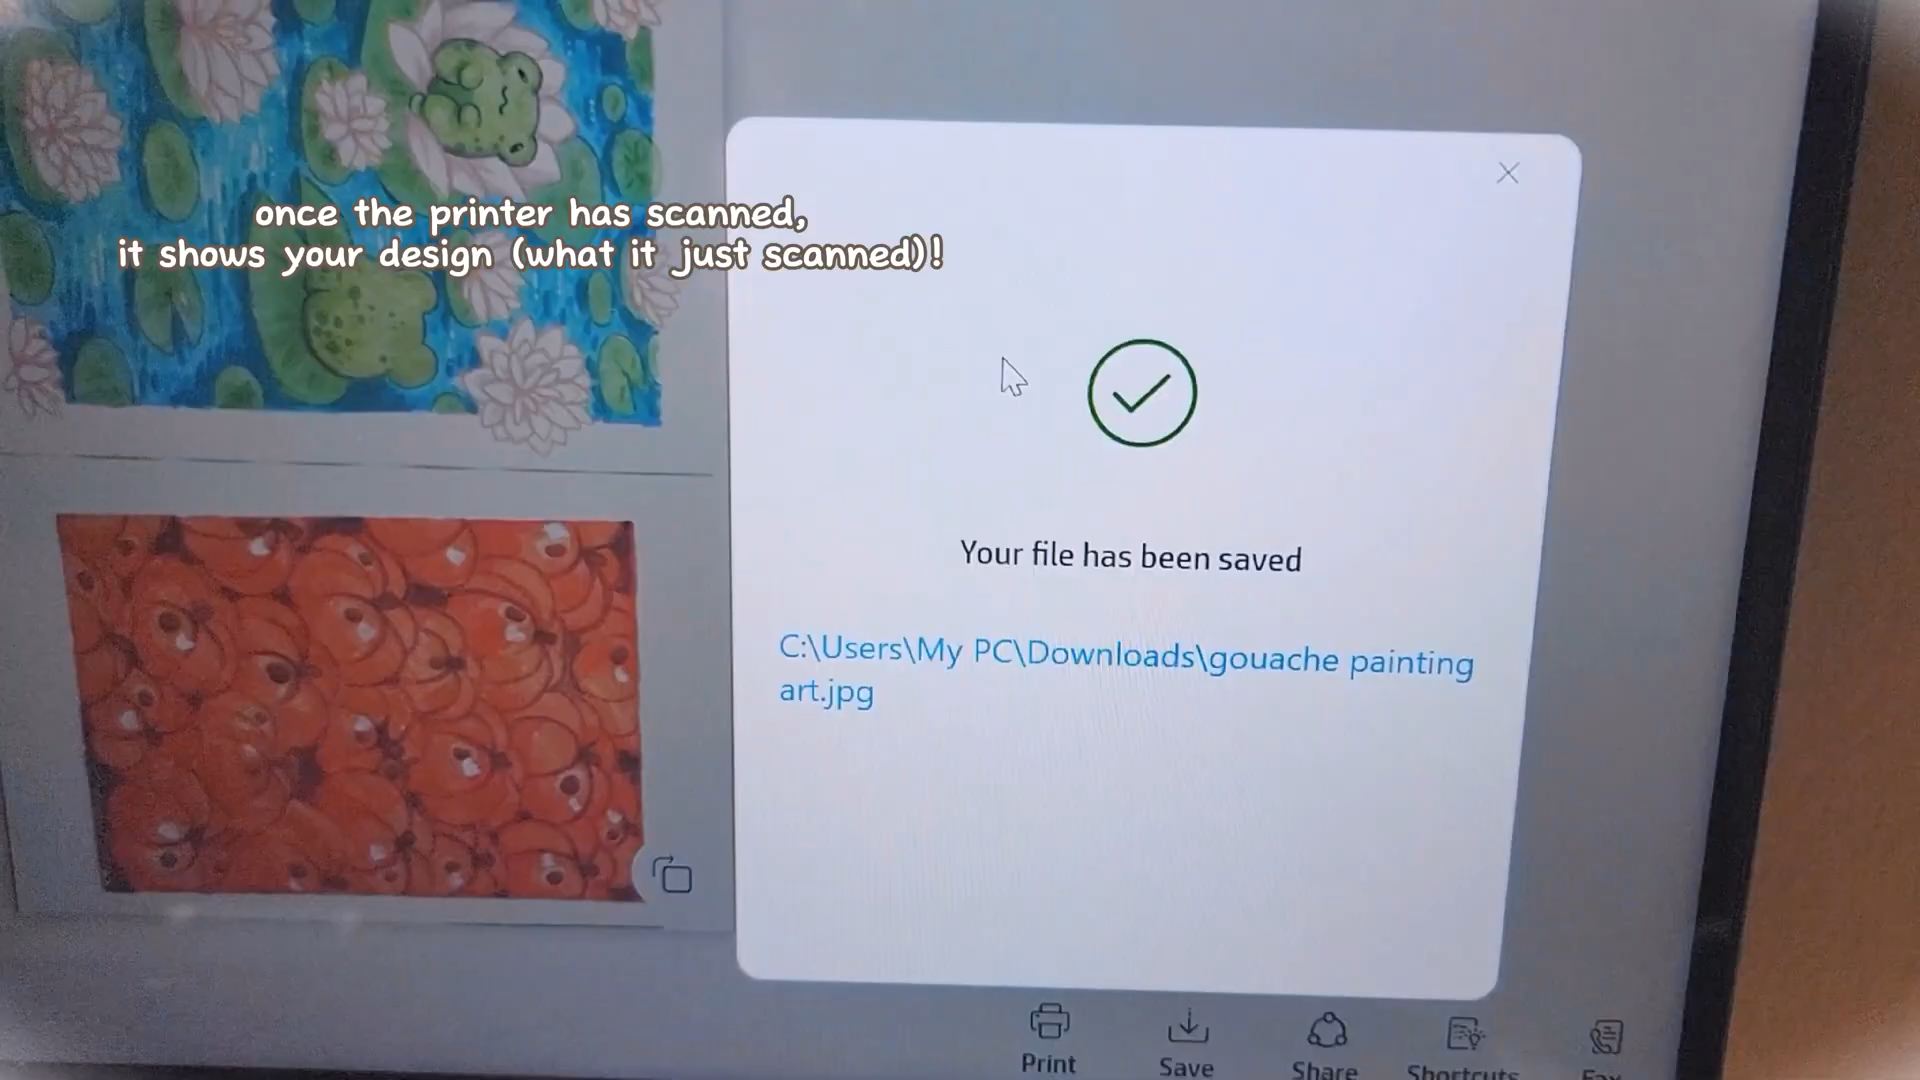 once the printer has scanned,
it shows your design (what it just scanned)!
Your file has been saved
C:\Users\My PC\Downloads\gouache painting
art.jpg
Print
Save
Share
Shortcuts
Fax